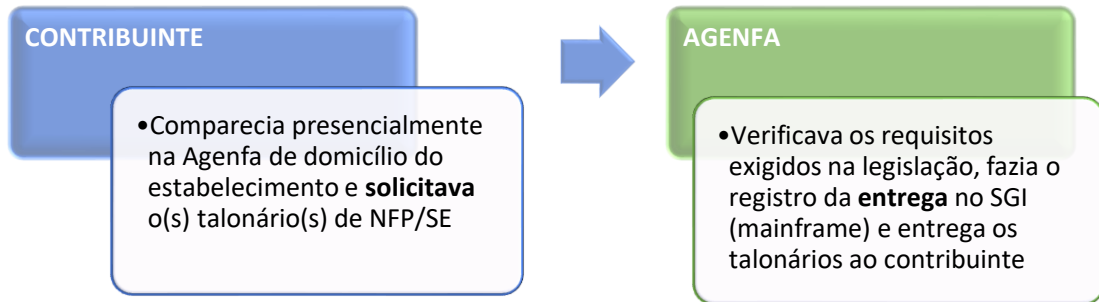 CONTRIBUINTE
•Comparecia presencialmente
na Agenfa de domicílio do
estabelecimento e solicitava
o(s) talonário(s) de NFP/SE
AGENFA
•Verificava os requisitos
exigidos na legislação, fazia o
registro da entrega no SGI
(mainframe) e entrega os
talonários ao contribuinte